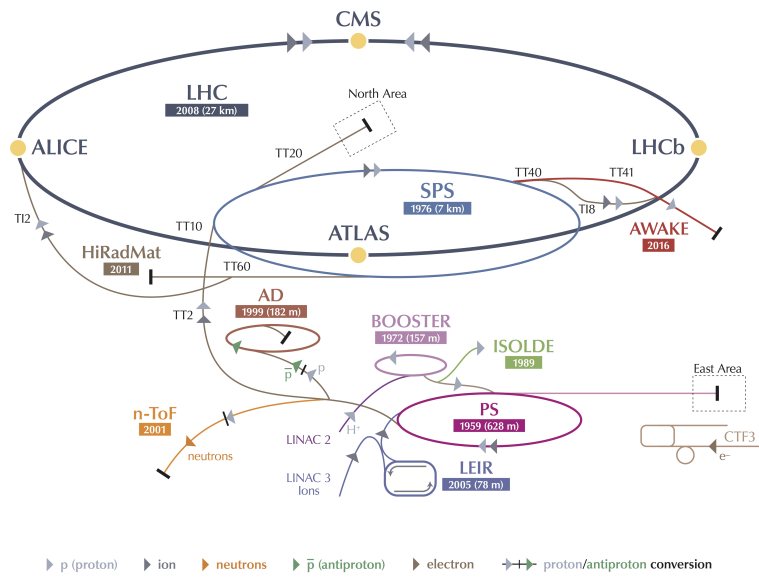 CMS
LHC
2008 (27 km)
North Area
ALICE
LHCb
TT20
TT40
TT41
SPS
1976 (7 km)
TI8
TI2
TT10
ATLAS
AWAKE
2016
HiRadMat
2011
TT60
AD
1999 (182 m)
TT2
BOOSTER
1972 (157 m)
ISOLDE
1989
p̅
p
East Area
n-ToF
2001
PS
1959 (628 m)
H⁺
LINAC 2
neutrons
CTF3
e–
LINAC 3
Ions
LEIR
2005 (78 m)
p (proton)
ion
neutrons
p̅ (antiproton)
electron
proton/antiproton conversion